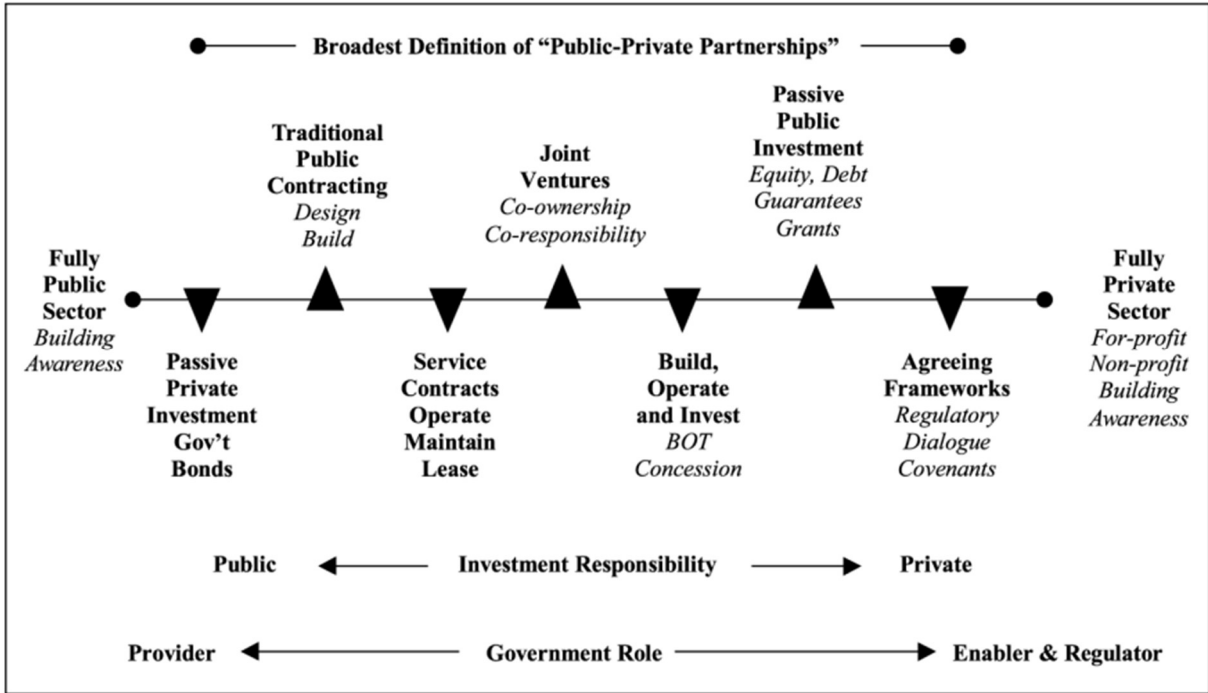 Broadest Definition of “Public-Private Partnerships”
Traditional
Public
Contracting
Design
Build
Joint
Ventures
Co-ownership
Co-responsibility
Passive
Public
Investment
Equity, Debt
Guarantees
Grants
Fully
Public
Sector
Building
Awareness
Fully
Private
Sector
For-profit
Non-profit
Building
Awareness
Passive
Private
Investment
Gov’t
Bonds
Service
Contracts
Operate
Maintain
Lease
Build,
Operate
and Invest
BOT
Concession
Agreeing
Frameworks
Regulatory
Dialogue
Covenants
Public Investment Responsibility Private
Provider Government Role Enabler & Regulator